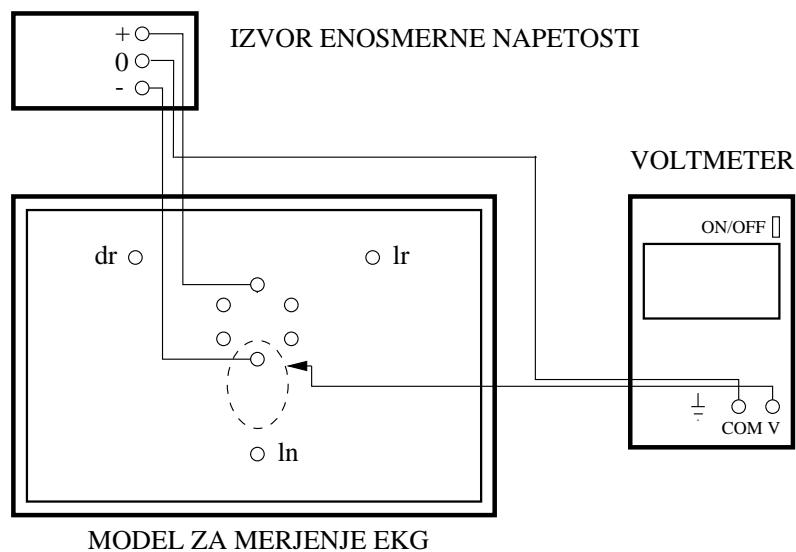 +
0
-
IZVOR ENOSMERNE NAPETOSTI
VOLTMETER
ON/OFF
dr
lr
ln
COM V
MODEL ZA MERJENJE EKG